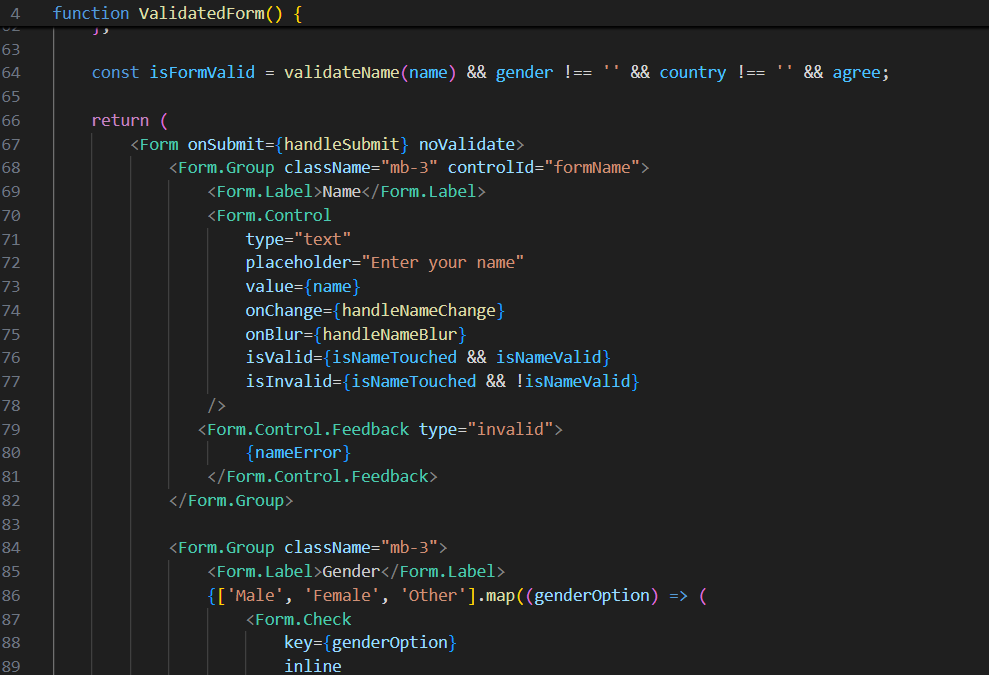 4 function ValidatedForm() {
62 };
63
64 const isFormValid = validateName(name) && gender !== '' && country !== '' && agree;
65
66 return (
67 <Form onSubmit={handleSubmit} noValidate>
68 <Form.Group className="mb-3" controlId="formName">
69 <Form.Label>Name</Form.Label>
70 <Form.Control
71 type="text"
72 placeholder="Enter your name"
73 value={name}
74 onChange={handleNameChange}
75 onBlur={handleNameBlur}
76 isValid={isNameTouched && isNameValid}
77 isInvalid={isNameTouched && !isNameValid}
78 />
79 <Form.Control.Feedback type="invalid">
80 {nameError}
81 </Form.Control.Feedback>
82 </Form.Group>
83
84 <Form.Group className="mb-3">
85 <Form.Label>Gender</Form.Label>
86 {['Male', 'Female', 'Other'].map((genderOption) => (
87 <Form.Check
88 key={genderOption}
89 inline